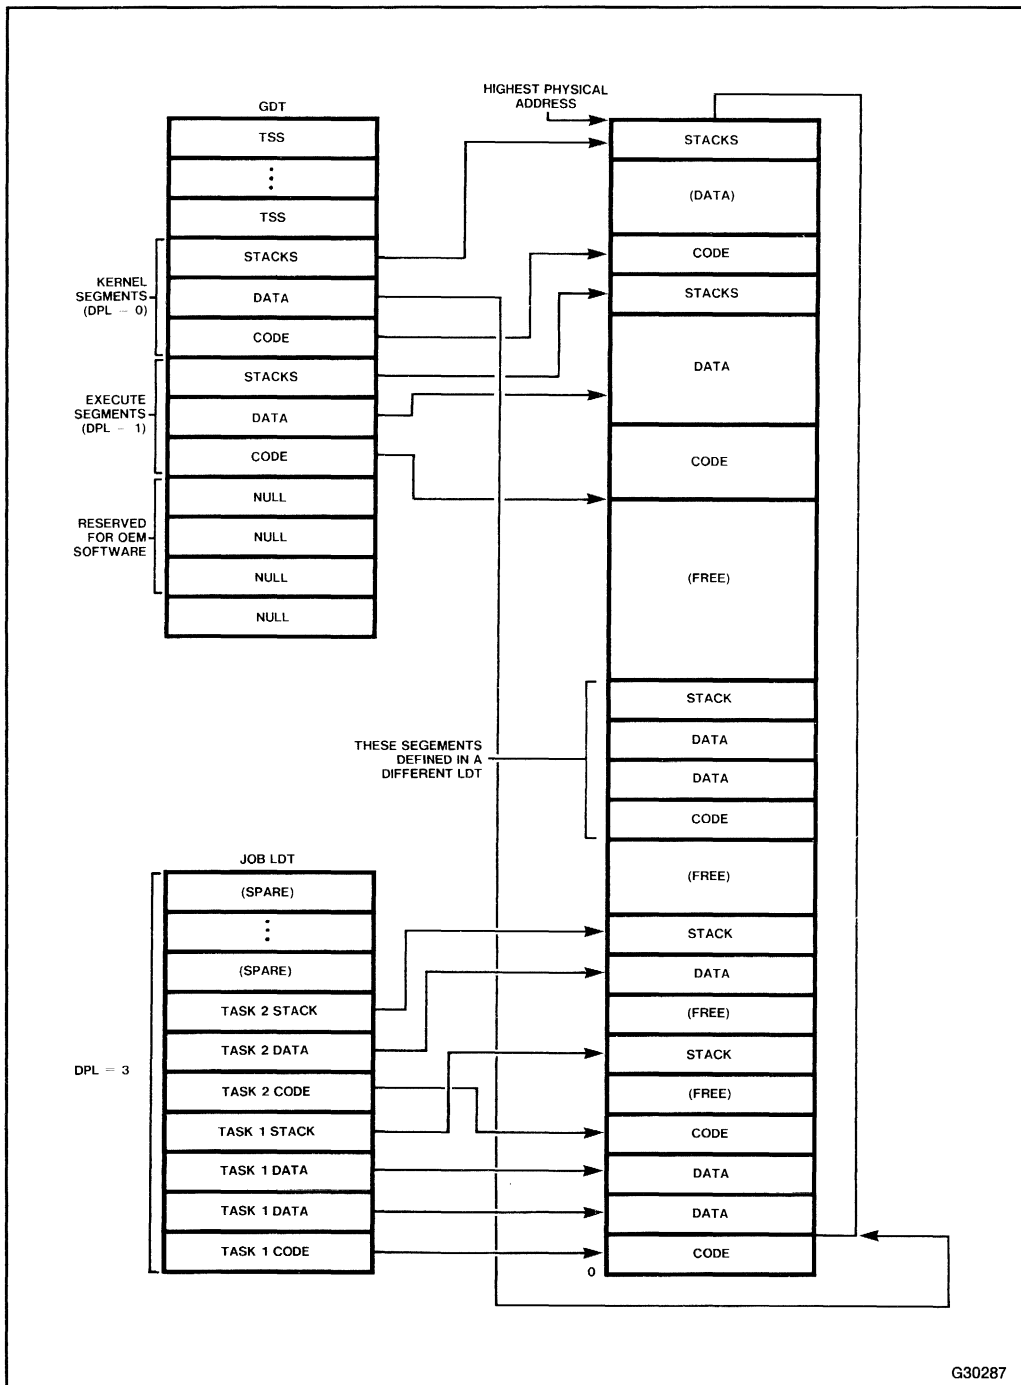 HIGHEST PHYSICAL
ADDRESS
GDT
TSS
⋮
TSS
STACKS
DATA
CODE
STACKS
DATA
CODE
NULL
NULL
NULL
NULL
KERNEL
SEGMENTS
(DPL = 0)
EXECUTE
SEGMENTS
(DPL - 1)
RESERVED
FOR OEM
SOFTWARE
STACKS
(DATA)
CODE
STACKS
DATA
CODE
(FREE)
STACK
DATA
DATA
CODE
(FREE)
STACK
DATA
(FREE)
STACK
(FREE)
CODE
DATA
DATA
CODE
0
THESE SEGEMENTS
DEFINED IN A
DIFFERENT LDT
JOB LDT
(SPARE)
⋮
(SPARE)
TASK 2 STACK
TASK 2 DATA
TASK 2 CODE
TASK 1 STACK
TASK 1 DATA
TASK 1 DATA
TASK 1 CODE
DPL = 3
G30287